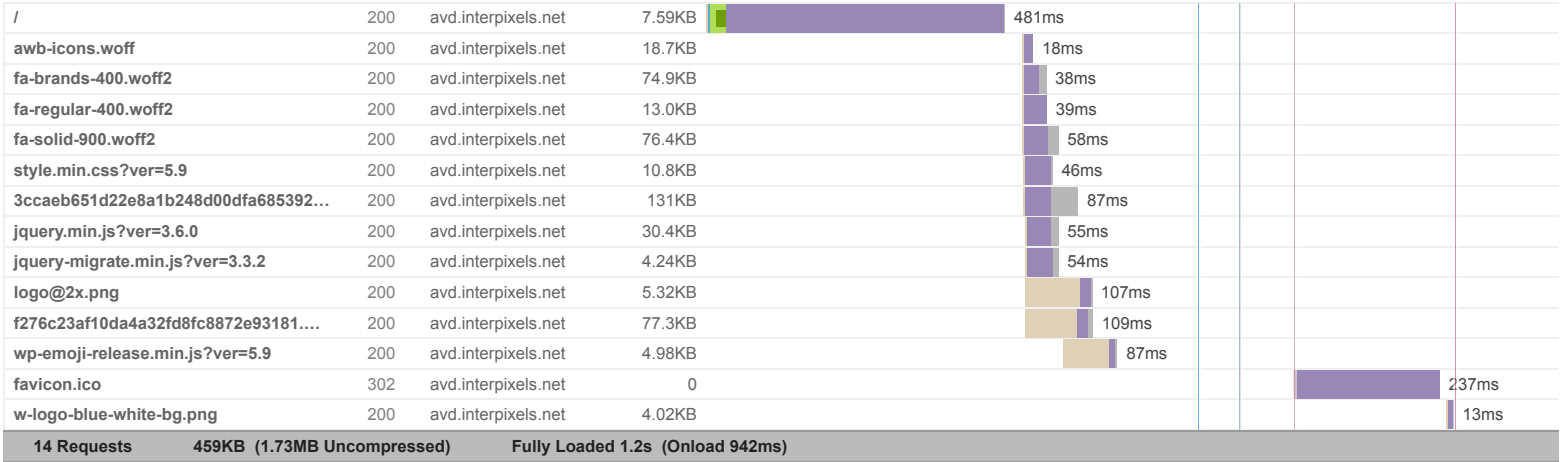 / 200 avd.interpixels.net 7.59KB 481ms
awb-icons.woff 200 avd.interpixels.net 18.7KB 18ms
fa-brands-400.woff2 200 avd.interpixels.net 74.9KB 38ms
fa-regular-400.woff2 200 avd.interpixels.net 13.0KB 39ms
fa-solid-900.woff2 200 avd.interpixels.net 76.4KB 58ms
style.min.css?ver=5.9 200 avd.interpixels.net 10.8KB 46ms
3ccaeb651d22e8a1b248d00dfa685392… 200 avd.interpixels.net 131KB 87ms
jquery.min.js?ver=3.6.0 200 avd.interpixels.net 30.4KB 55ms
jquery-migrate.min.js?ver=3.3.2 200 avd.interpixels.net 4.24KB 54ms
logo@2x.png 200 avd.interpixels.net 5.32KB 107ms
f276c23af10da4a32fd8fc8872e93181.… 200 avd.interpixels.net 77.3KB 109ms
wp-emoji-release.min.js?ver=5.9 200 avd.interpixels.net 4.98KB 87ms
favicon.ico 302 avd.interpixels.net 0 237ms
w-logo-blue-white-bg.png 200 avd.interpixels.net 4.02KB 13ms
14 Requests 459KB (1.73MB Uncompressed) Fully Loaded 1.2s (Onload 942ms)